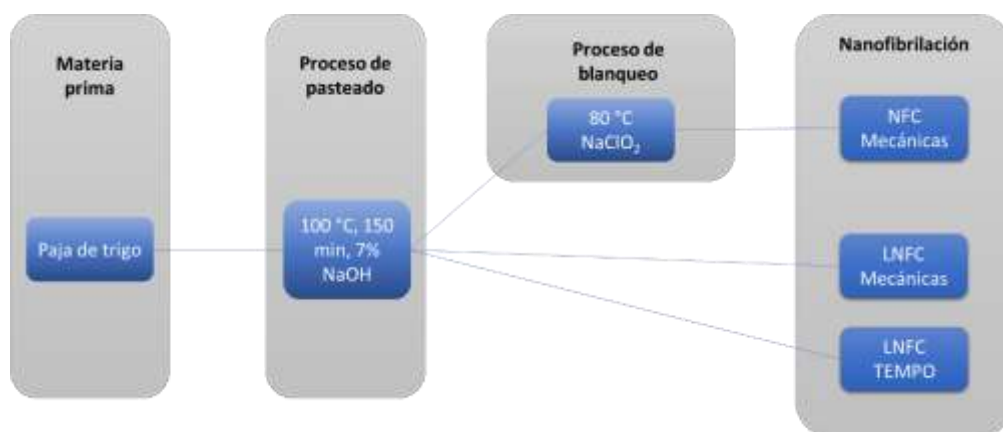 Materia
prima
Paja de trigo
Proceso de
pasteado
100 °C, 150
min, 7%
NaOH
Proceso de
blanqueo
80 °C
NaClO₂
Nanofibrilación
NFC
Mecánicas
LNFC
Mecánicas
LNFC
TEMPO